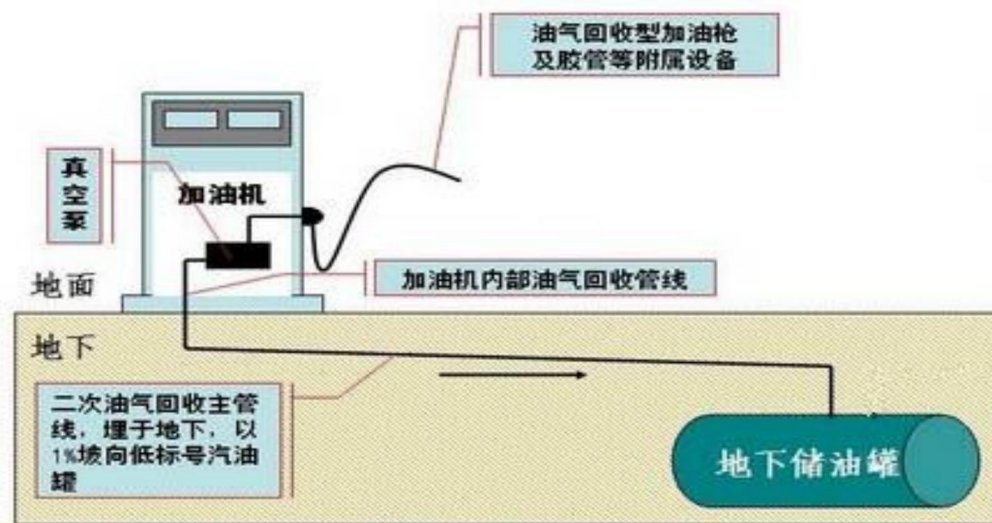 油气回收型加油枪
及胶管等附属设备
真
空
泵
加油机
加油机内部油气回收管线
地面
地下
二次油气回收主管
线，埋于地下，以
1%坡向低标号汽油
罐
地下储油罐